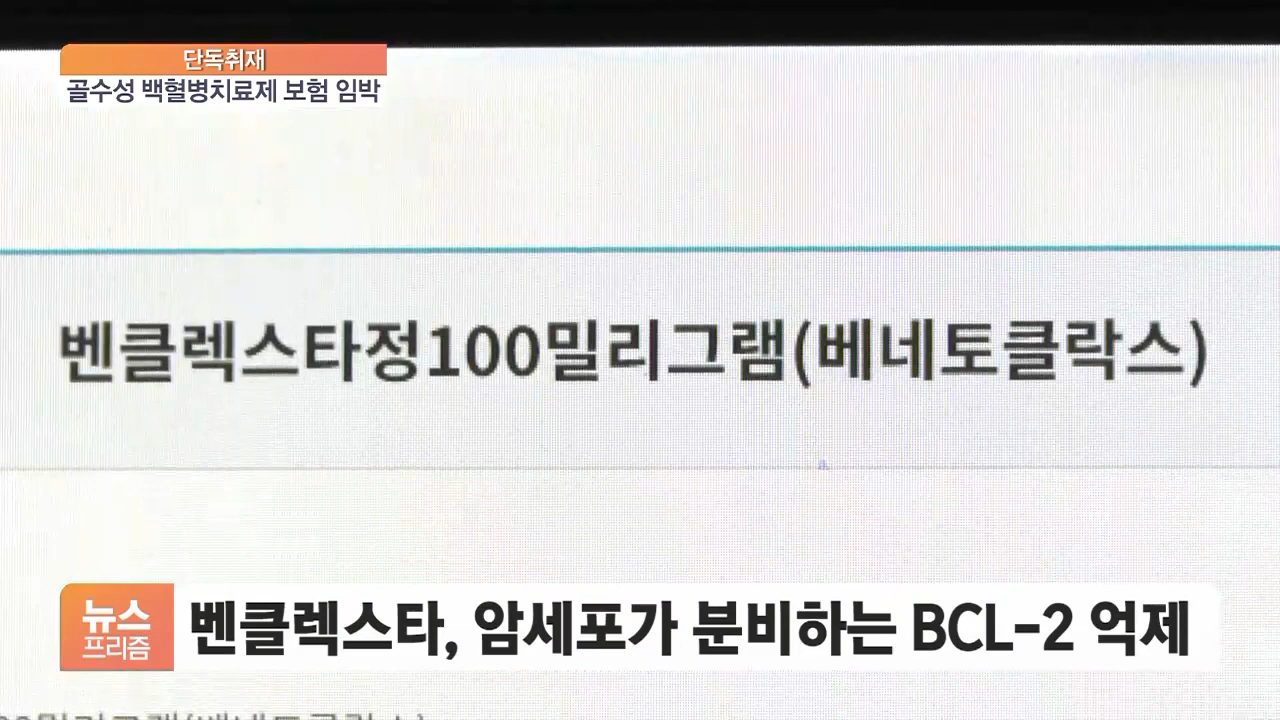 단독취재
골수성 백혈병치료제 보험 임박
벤클렉스타정100밀리그램(베네토클락스)
뉴스
프리즘
벤클렉스타, 암세포가 분비하는 BCL-2 억제